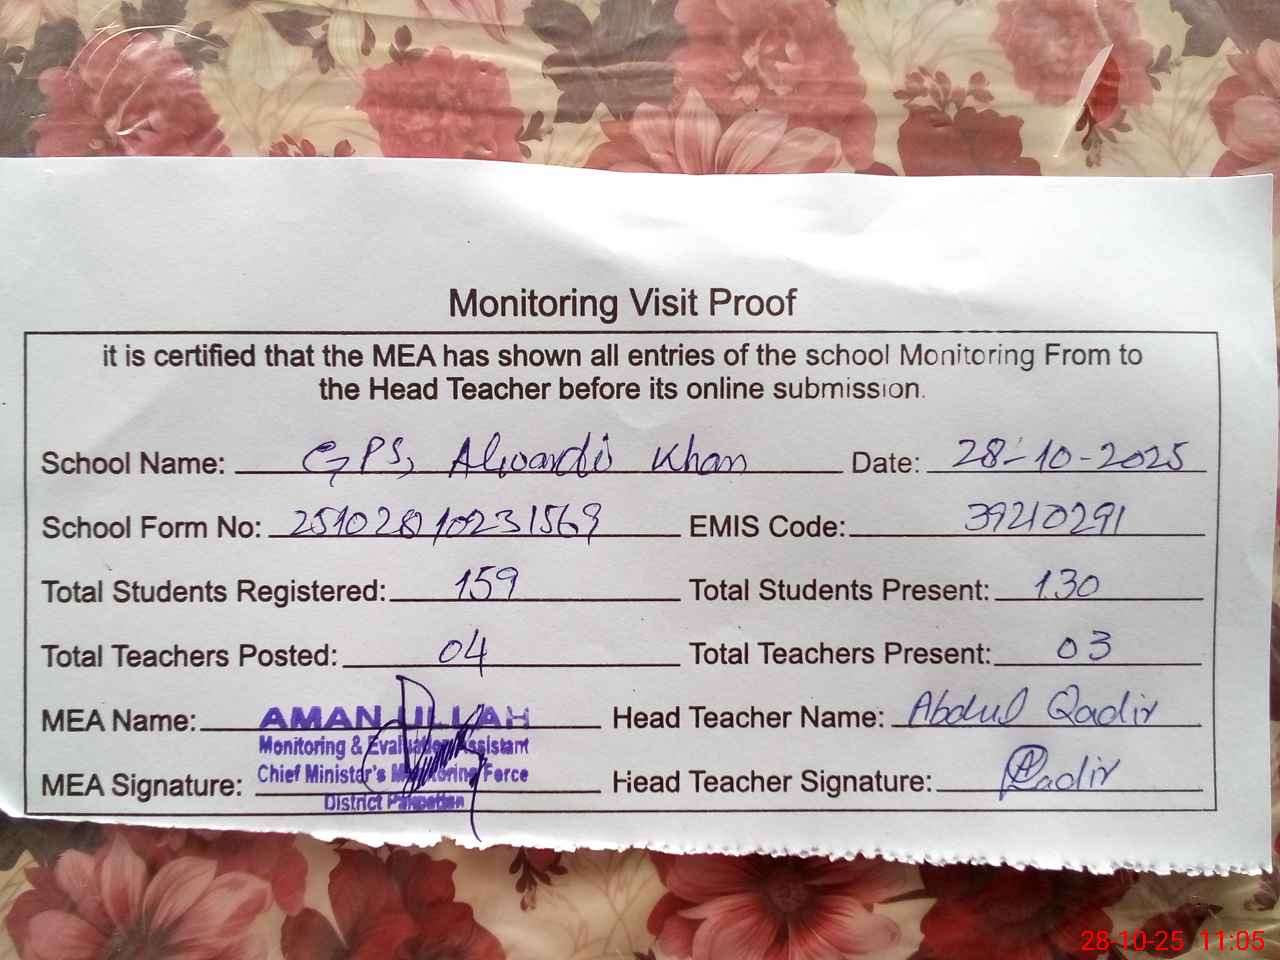 Monitoring Visit Proof
it is certified that the MEA has shown all entries of the school Monitoring From to
the Head Teacher before its online submission.
School Name: GPS, Alwardi Khan Date: 28-10-2025
School Form No: 25102810231569 EMIS Code: 39210291
Total Students Registered: 159 Total Students Present: 130
Total Teachers Posted: 04 Total Teachers Present: 03
MEA Name: AMAN ULLAH Head Teacher Name: Abdul Qadir
Monitoring & Evaluation Assistant
Chief Minister's Monitoring Force
MEA Signature: Head Teacher Signature: Qadir
District Pakpattan
28-10-25 11:05